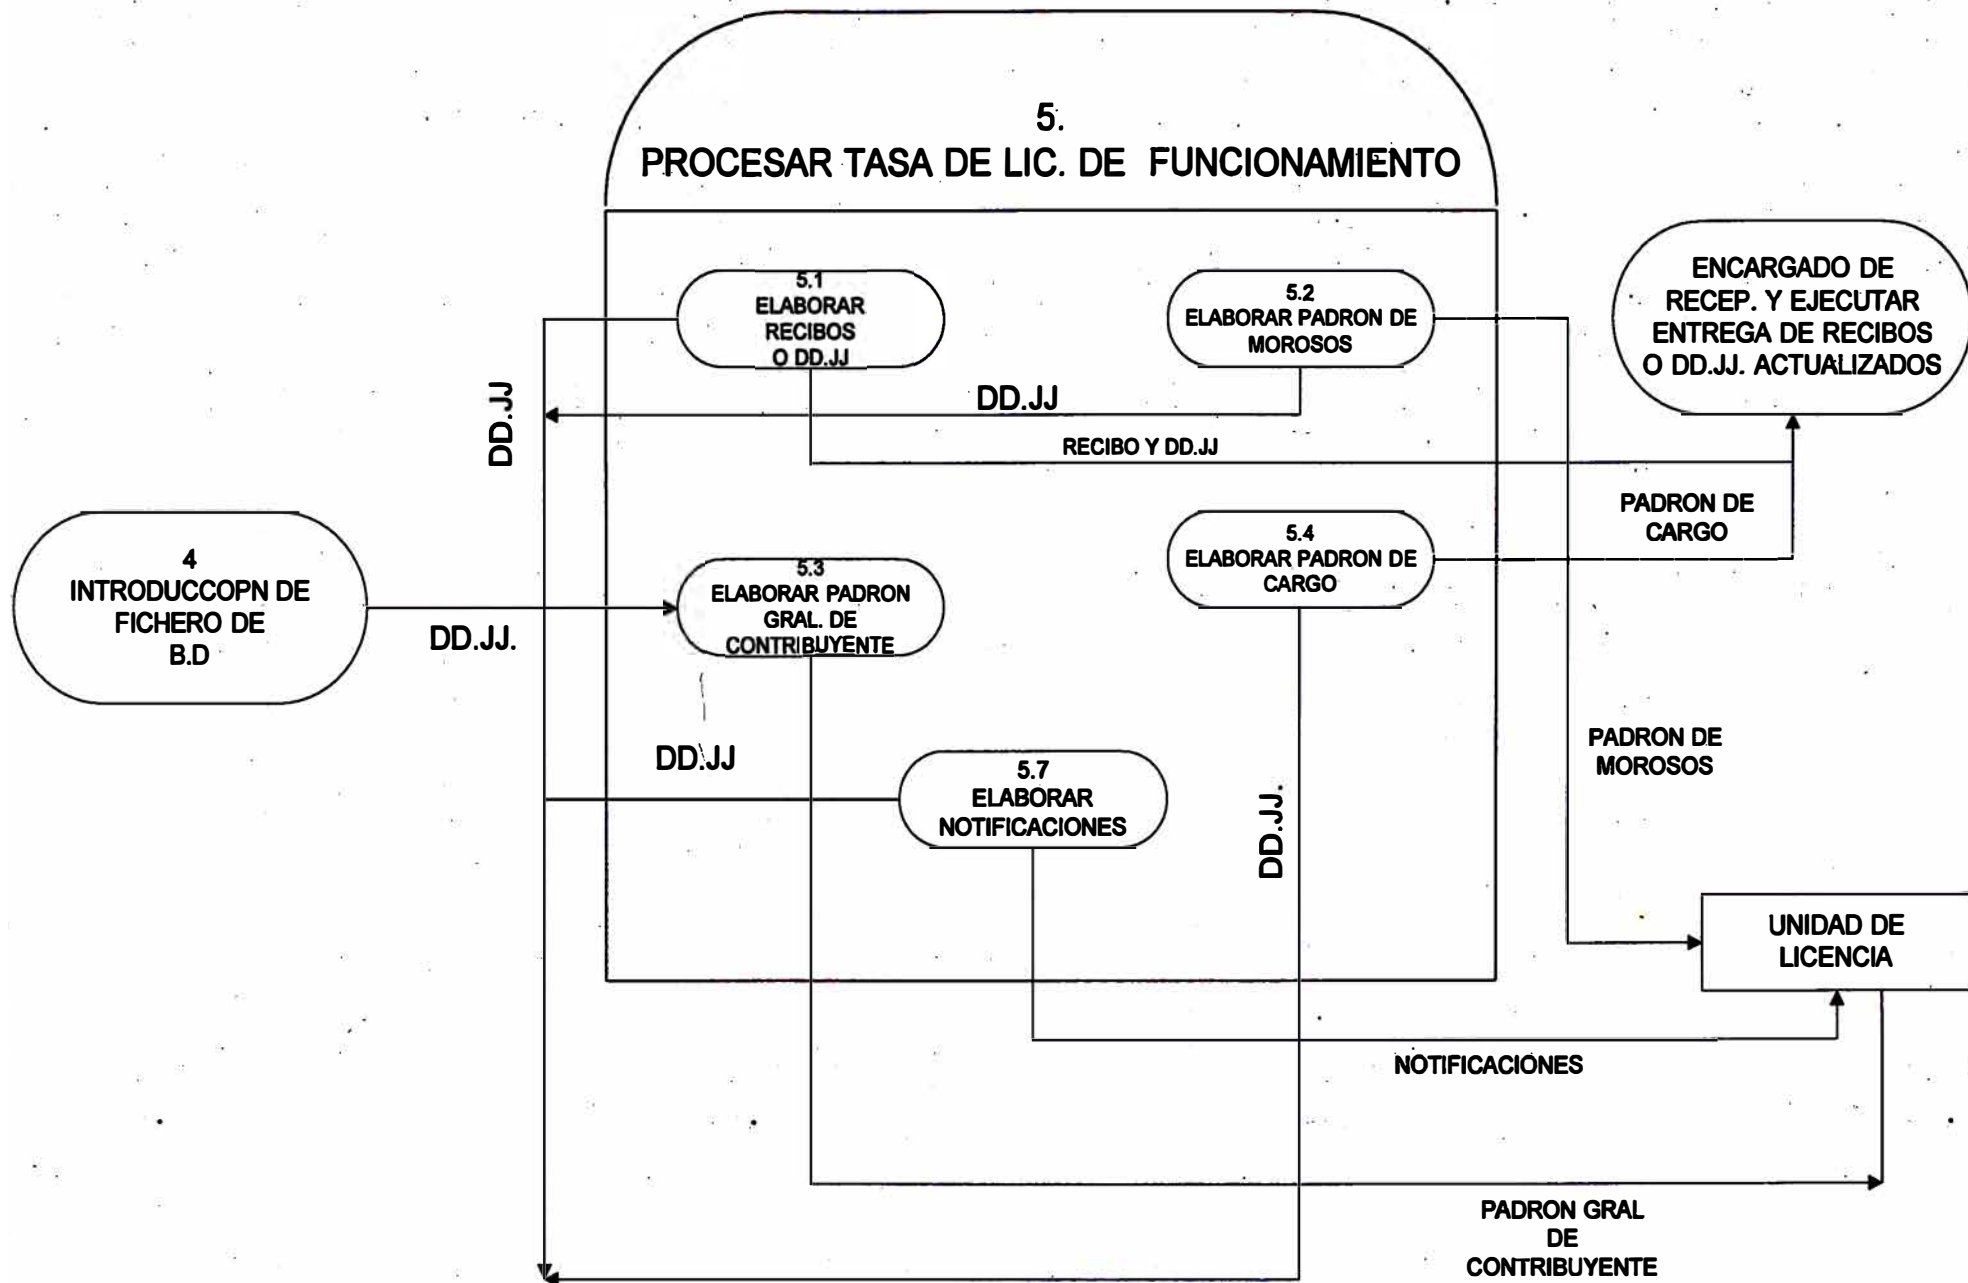 5.
PROCESAR TASA DE LIC. DE FUNCIONAMIENTO
5.1
ELABORAR
RECIBOS
O DD.JJ
5.2
ELABORAR PADRON DE
MOROSOS
ENCARGADO DE
RECEP. Y EJECUTAR
ENTREGA DE RECIBOS
O DD.JJ. ACTUALIZADOS
DD.JJ
DD.JJ
RECIBO Y DD.JJ
PADRON DE
CARGO
4
INTRODUCCOPN DE
FICHERO DE
B.D
DD.JJ.
5.3
ELABORAR PADRON
GRAL. DE
CONTRIBUYENTE
5.4
ELABORAR PADRON DE
CARGO
DD.JJ
5.7
ELABORAR
NOTIFICACIONES
DD.JJ.
PADRON DE
MOROSOS
UNIDAD DE
LICENCIA
NOTIFICACIONES
PADRON GRAL
DE
CONTRIBUYENTE